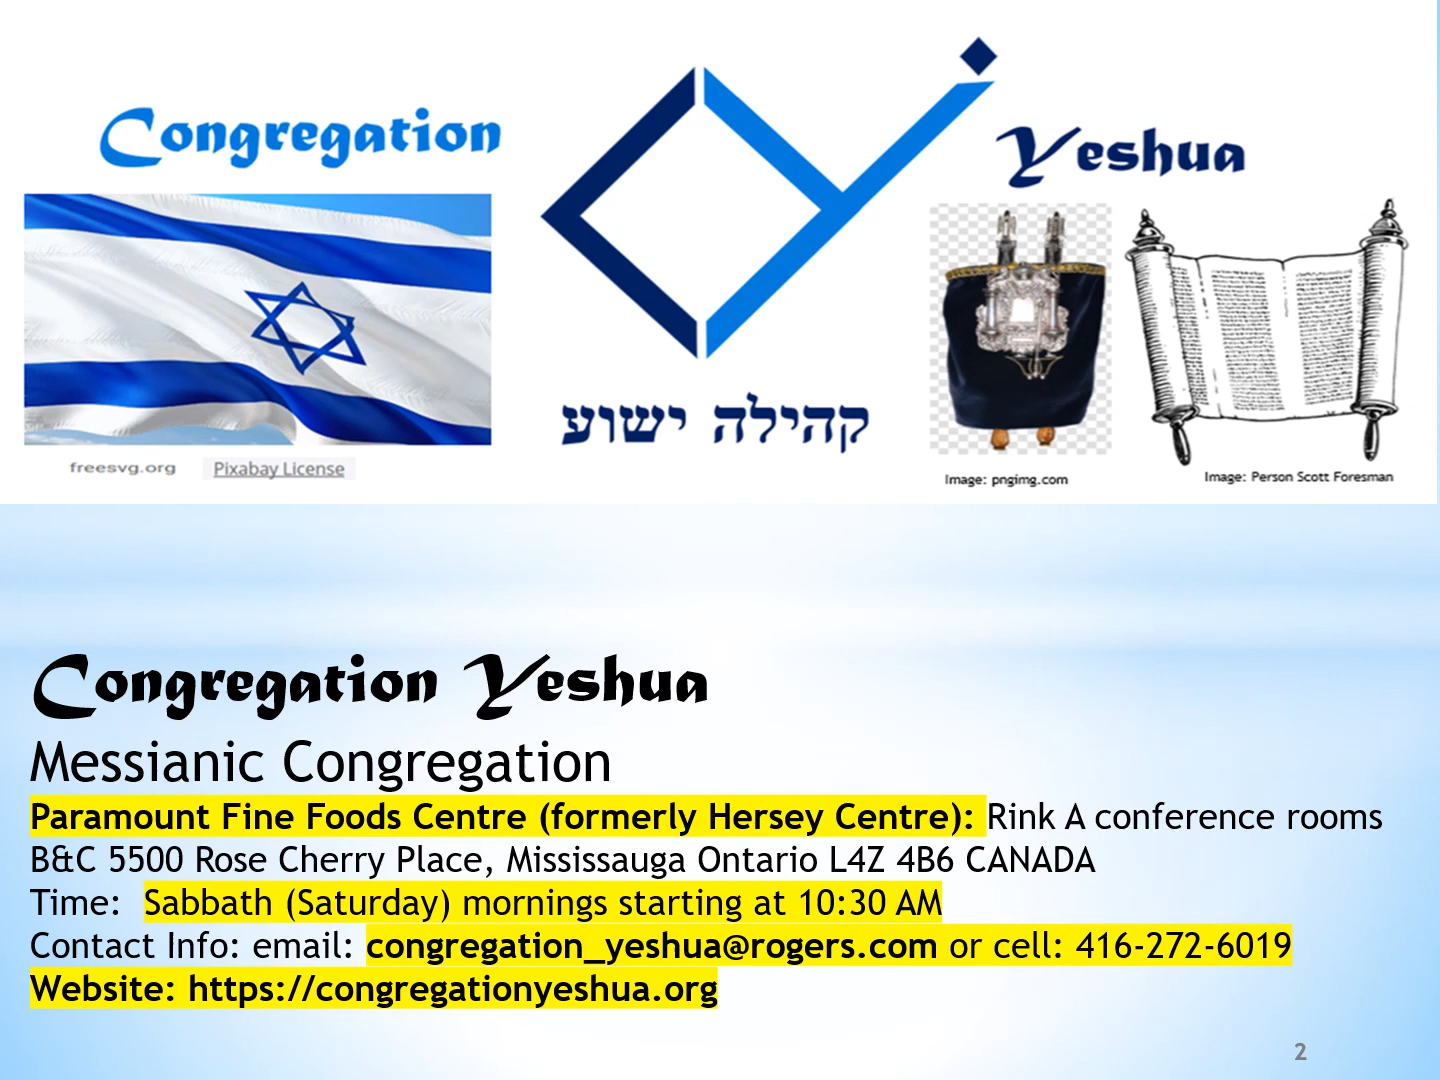 Congregation
Yeshua
freesvg.org
Pixabay License
קהילה ישוע
Image: pngimg.com
Image: Person Scott Foresman
Congregation Yeshua
Messianic Congregation
Paramount Fine Foods Centre (formerly Hersey Centre): Rink A conference rooms
B&C 5500 Rose Cherry Place, Mississauga Ontario L4Z 4B6 CANADA
Time: Sabbath (Saturday) mornings starting at 10:30 AM
Contact Info: email: congregation_yeshua@rogers.com or cell: 416-272-6019
Website: https://congregationyeshua.org
2